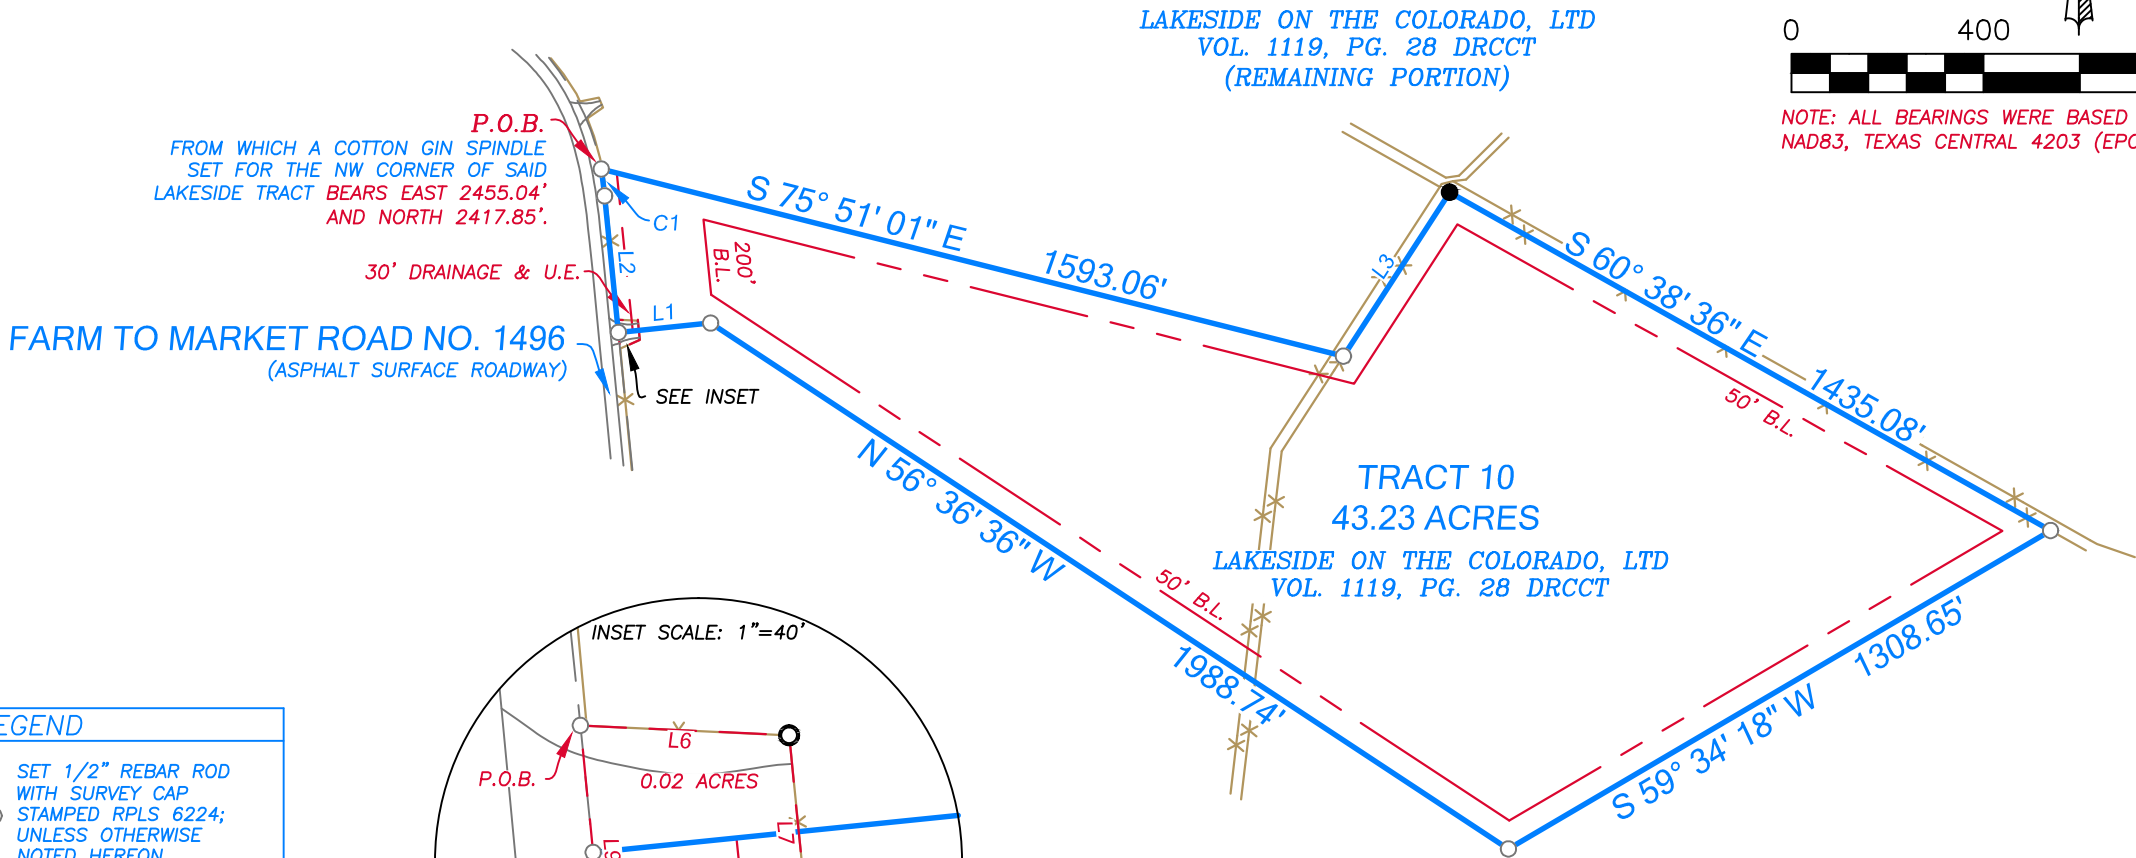 LAKESIDE ON THE COLORADO, LTD
VOL. 1119, PG. 28 DRCCT
(REMAINING PORTION)
0 400
NOTE: ALL BEARINGS WERE BASED
NAD83, TEXAS CENTRAL 4203
P.O.B.
FROM WHICH A COTTON GIN SPINDLE
SET FOR THE NW CORNER OF SAID
LAKESIDE TRACT BEARS EAST 2455.04'
AND NORTH 2417.85'.
C1
L2
30' DRAINAGE & U.E.
L1
FARM TO MARKET ROAD NO. 1496
(ASPHALT SURFACE ROADWAY)
SEE INSET
S 75° 51' 01" E
1593.06'
200'
B.L.
L3
S 60° 38' 36" E
1435.08'
50' B.L.
N 56° 36' 36" W
1988.74'
50' B.L.
TRACT 10
43.23 ACRES
LAKESIDE ON THE COLORADO, LTD
VOL. 1119, PG. 28 DRCCT
S 59° 34' 18" W
1308.65'
INSET SCALE: 1"=40'
L6
P.O.B.
0.02 ACRES
L7
L9
EGEND
SET 1/2" REBAR ROD
WITH SURVEY CAP
STAMPED RPLS 6224;
UNLESS OTHERWISE
NOTED HEREON